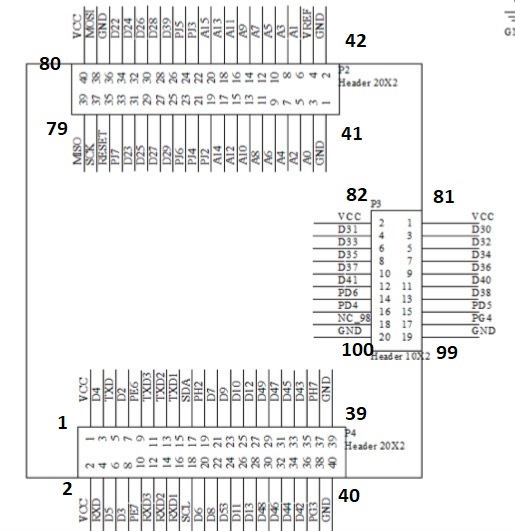 VCC MOSI GND D22 D24 D26 D28 D39 PJ5 PJ3 A15 A13 A11 A9 A7 A5 A3 A1 VREF GND
42
80
P2
40 38 36 34 32 30 28 26 24 22 20 18 16 14 12 10 8 6 4 2
Header 20X2
39 37 35 33 31 29 27 25 23 21 19 17 15 13 11 9 7 5 3 1
79
41
MISO SCK RESET PJ7 D23 D25 D27 D29 PJ6 PJ4 PJ2 A14 A12 A10 A8 A6 A4 A2 A0 GND
82
81
P3
VCC 2 1 VCC
D31 4 3 D30
D33 6 5 D32
D35 8 7 D34
D37 10 9 D36
D41 12 11 D40
PD6 14 13 D38
PD4 16 15 PD5
NC_98 18 17 PG4
GND 20 19 GND
100
Header 10X2
99
VCC D4 TXD D2 PE6 TXD3 TXD2 TXD1 SDA PH2 D7 D9 D10 D12 D49 D47 D45 D43 PH7 GND
39
1
P4
1 3 5 7 9 11 13 15 17 19 21 23 25 27 29 31 33 35 37 39
Header 20X2
2 4 6 8 10 12 14 16 18 20 22 24 26 28 30 32 34 36 38 40
2
40
VCC RXD D5 D3 PE7 RXD3 RXD2 RXD1 SCL D6 D8 D53 D11 D13 D48 D46 D44 D42 PG3 GND